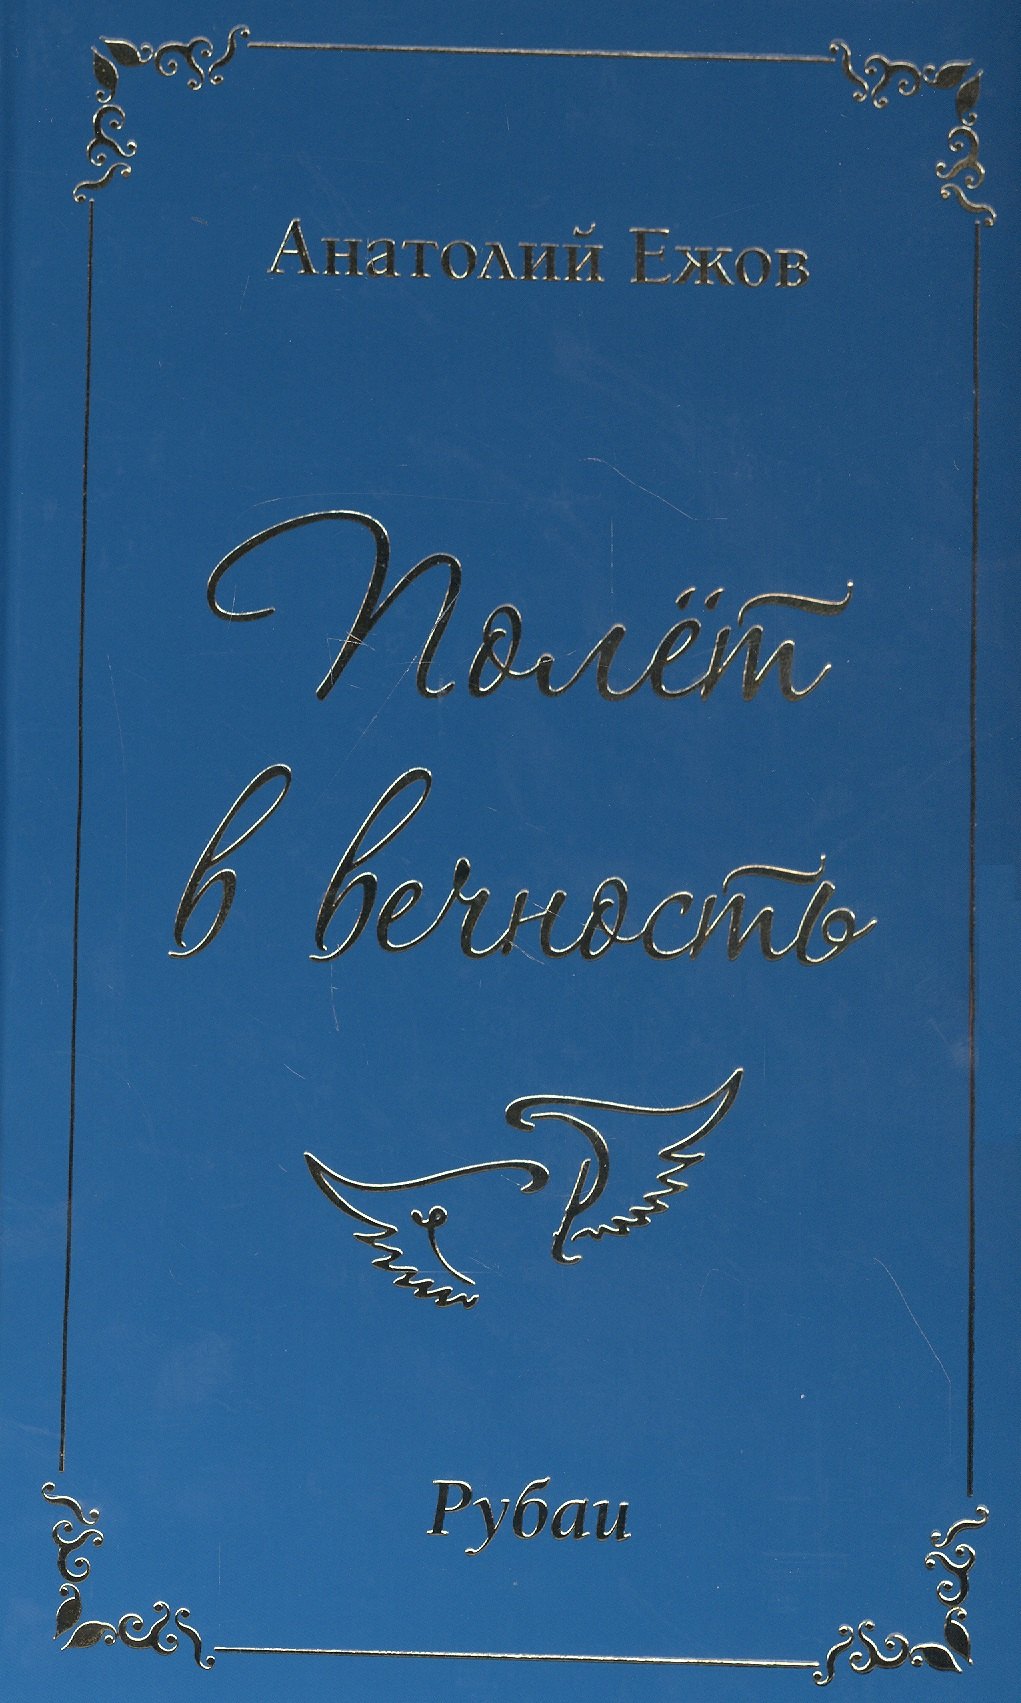 Анатолий Ежов
Полёт
в вечность
Рубаи